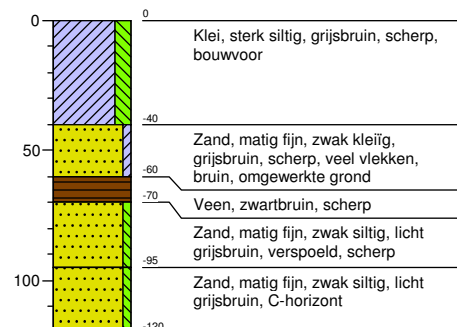 0
0
Klei, sterk siltig, grijsbruin, scherp,
bouwvoor
-40
50
Zand, matig fijn, zwak kleiïg,
grijsbruin, scherp, veel vlekken,
bruin, omgewerkte grond
-60
Veen, zwartbruin, scherp
-70
Zand, matig fijn, zwak siltig, licht
grijsbruin, verspoeld, scherp
-95
100
Zand, matig fijn, zwak siltig, licht
grijsbruin, C-horizont
-120